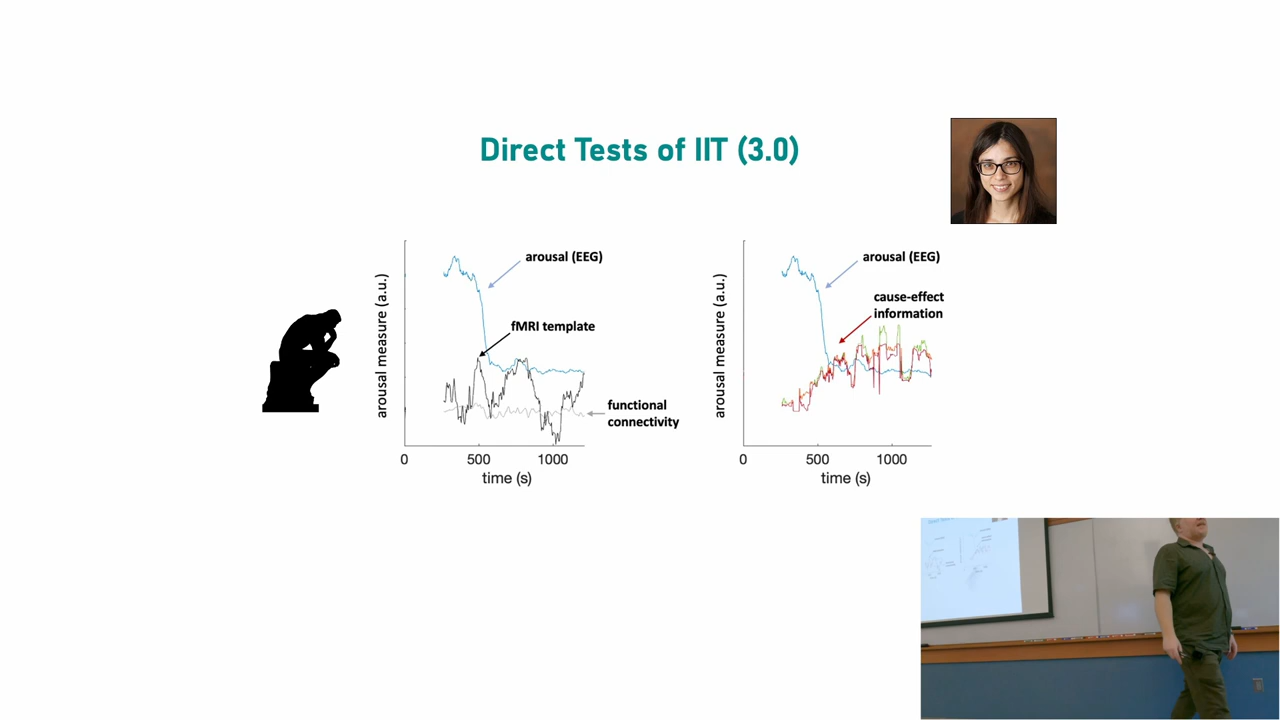 Direct Tests of IIT (3.0)
arousal measure (a.u.)
arousal (EEG)
fMRI template
functional
connectivity
0
500
1000
time (s)
arousal measure (a.u.)
arousal (EEG)
cause-effect
information
0
500
1000
time (s)